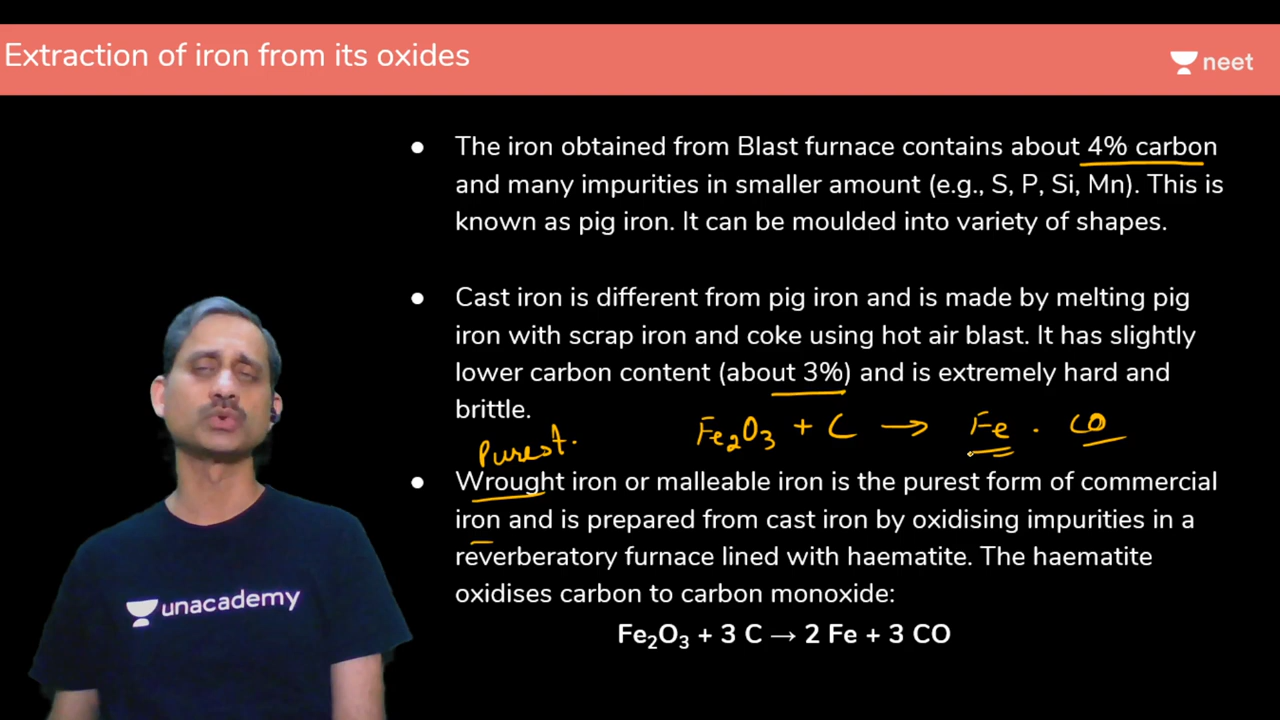 Extraction of iron from its oxides
neet
The iron obtained from Blast furnace contains about 4% carbon
and many impurities in smaller amount (e.g., S, P, Si, Mn). This is
known as pig iron. It can be moulded into variety of shapes.
Cast iron is different from pig iron and is made by melting pig
iron with scrap iron and coke using hot air blast. It has slightly
lower carbon content (about 3%) and is extremely hard and
brittle.
Fe₂O₃ + C → Fe . CO
Purest.
Wrought iron or malleable iron is the purest form of commercial
iron and is prepared from cast iron by oxidising impurities in a
reverberatory furnace lined with haematite. The haematite
oxidises carbon to carbon monoxide:
Fe₂O₃ + 3 C → 2 Fe + 3 CO
unacademy